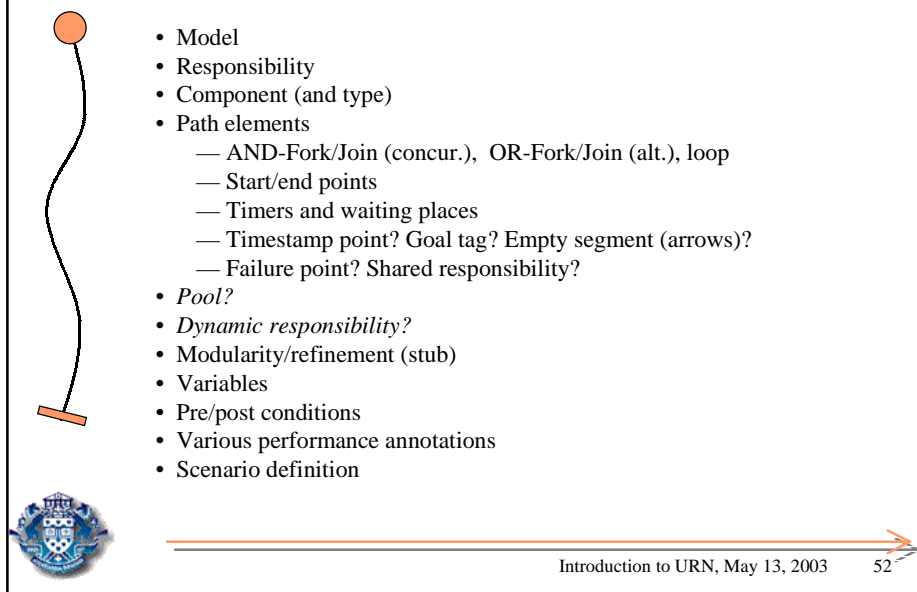 • Model
• Responsibility
• Component (and type)
• Path elements
— AND-Fork/Join (concur.), OR-Fork/Join (alt.), loop
— Start/end points
— Timers and waiting places
— Timestamp point? Goal tag? Empty segment (arrows)?
— Failure point? Shared responsibility?
• Pool?
• Dynamic responsibility?
• Modularity/refinement (stub)
• Variables
• Pre/post conditions
• Various performance annotations
• Scenario definition
Introduction to URN, May 13, 2003 52